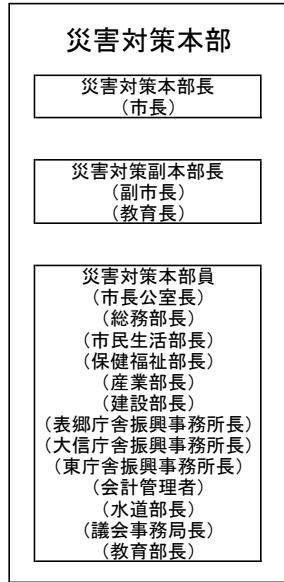 災害対策本部
災害対策本部長
（市長）
災害対策副本部長
（副市長）
（教育長）
災害対策本部員
（市長公室長）
（総務部長）
（市民生活部長）
（保健福祉部長）
（産業部長）
（建設部長）
（表郷庁舎振興事務所長）
（大信庁舎振興事務所長）
（東庁舎振興事務所長）
（会計管理者）
（水道部長）
（議会事務局長）
（教育部長）